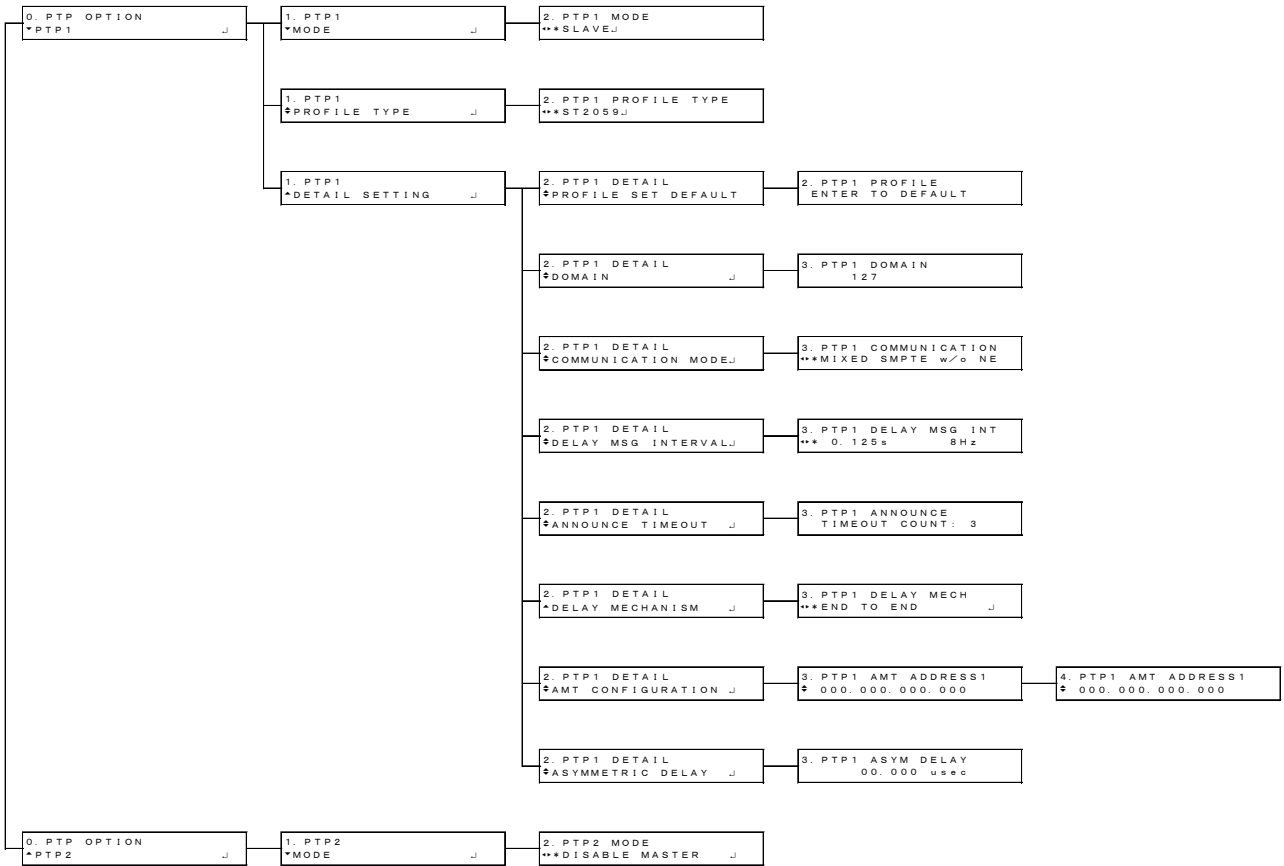 0. PTP OPTION
▾PTP1 ↵
1. PTP1
▾MODE ↵
2. PTP1 MODE
◂▸*SLAVE↵
1. PTP1
♦PROFILE TYPE ↵
2. PTP1 PROFILE TYPE
◂▸*ST2059↵
1. PTP1
▴DETAIL SETTING ↵
2. PTP1 DETAIL
♦PROFILE SET DEFAULT
2. PTP1 PROFILE
ENTER TO DEFAULT
2. PTP1 DETAIL
♦DOMAIN ↵
3. PTP1 DOMAIN
127
2. PTP1 DETAIL
♦COMMUNICATION MODE↵
3. PTP1 COMMUNICATION
◂▸*MIXED SMPTE w/o NE
2. PTP1 DETAIL
♦DELAY MSG INTERVAL↵
3. PTP1 DELAY MSG INT
◂▸* 0.125s 8Hz
2. PTP1 DETAIL
♦ANNOUNCE TIMEOUT ↵
3. PTP1 ANNOUNCE
TIMEOUT COUNT: 3
2. PTP1 DETAIL
▴DELAY MECHANISM ↵
3. PTP1 DELAY MECH
◂▸*END TO END ↵
2. PTP1 DETAIL
♦AMT CONFIGURATION ↵
3. PTP1 AMT ADDRESS1
♦ 000.000.000.000
4. PTP1 AMT ADDRESS1
♦ 000.000.000.000
2. PTP1 DETAIL
♦ASYMMETRIC DELAY ↵
3. PTP1 ASYM DELAY
00.000 usec
0. PTP OPTION
▴PTP2 ↵
1. PTP2
▾MODE ↵
2. PTP2 MODE
◂▸*DISABLE MASTER ↵